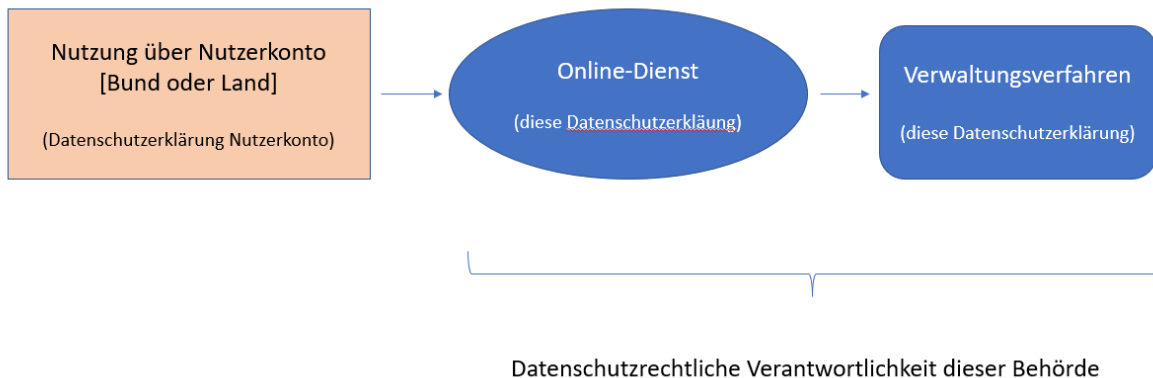 Nutzung über Nutzerkonto
[Bund oder Land]
(Datenschutzerklärung Nutzerkonto)
Online-Dienst
(diese Datenschutzerkläung)
Verwaltungsverfahren
(diese Datenschutzerklärung)
Datenschutzrechtliche Verantwortlichkeit dieser Behörde